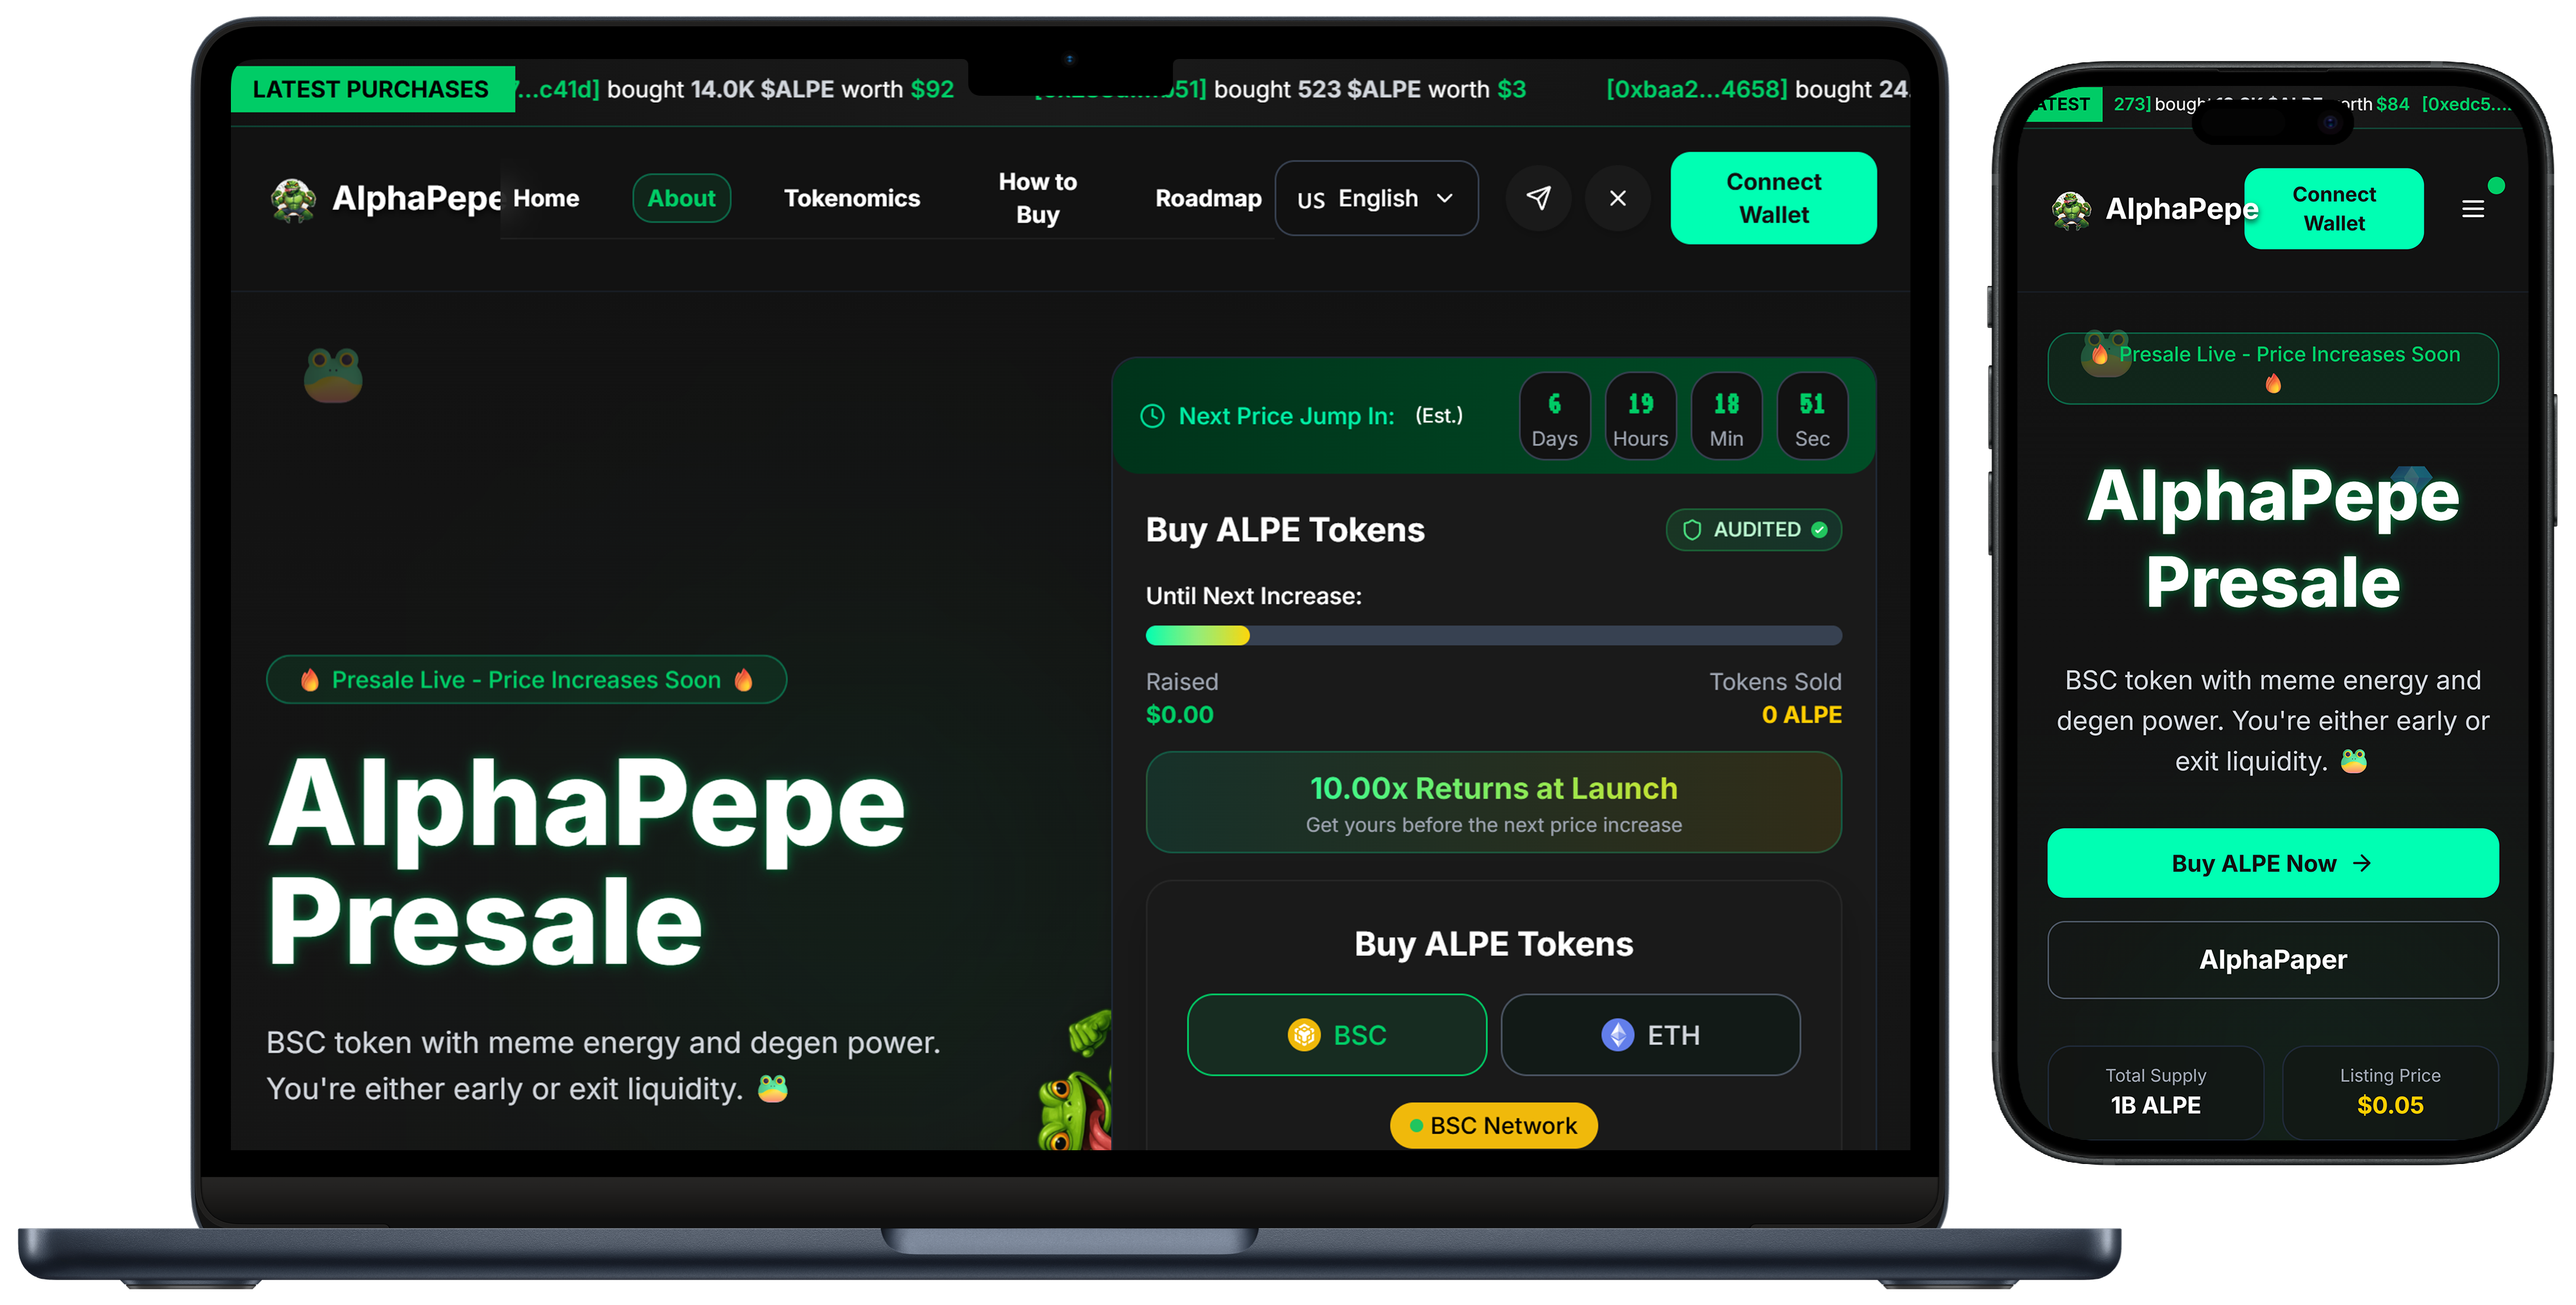 LATEST PURCHASES
...c41d] bought 14.0K $ALPE worth $92
51] bought 523 $ALPE worth $3
[0xbaa2...4658] bought 24.
AlphaPepe
Home
About
Tokenomics
How to
Buy
Roadmap
US English
Connect
Wallet
Next Price Jump In: (Est.)
6
Days
19
Hours
18
Min
51
Sec
Buy ALPE Tokens
AUDITED
Until Next Increase:
Raised
$0.00
Tokens Sold
0 ALPE
10.00x Returns at Launch
Get yours before the next price increase
Buy ALPE Tokens
BSC
ETH
BSC Network
🔥 Presale Live - Price Increases Soon 🔥
AlphaPepe
Presale
BSC token with meme energy and degen power.
You're either early or exit liquidity. 🐸
273] bought worth $84 [0xedc5....
AlphaPepe
Connect
Wallet
🔥 Presale Live - Price Increases Soon
🔥
AlphaPepe
Presale
BSC token with meme energy and
degen power. You're either early or
exit liquidity. 🐸
Buy ALPE Now →
AlphaPaper
Total Supply
1B ALPE
Listing Price
$0.05